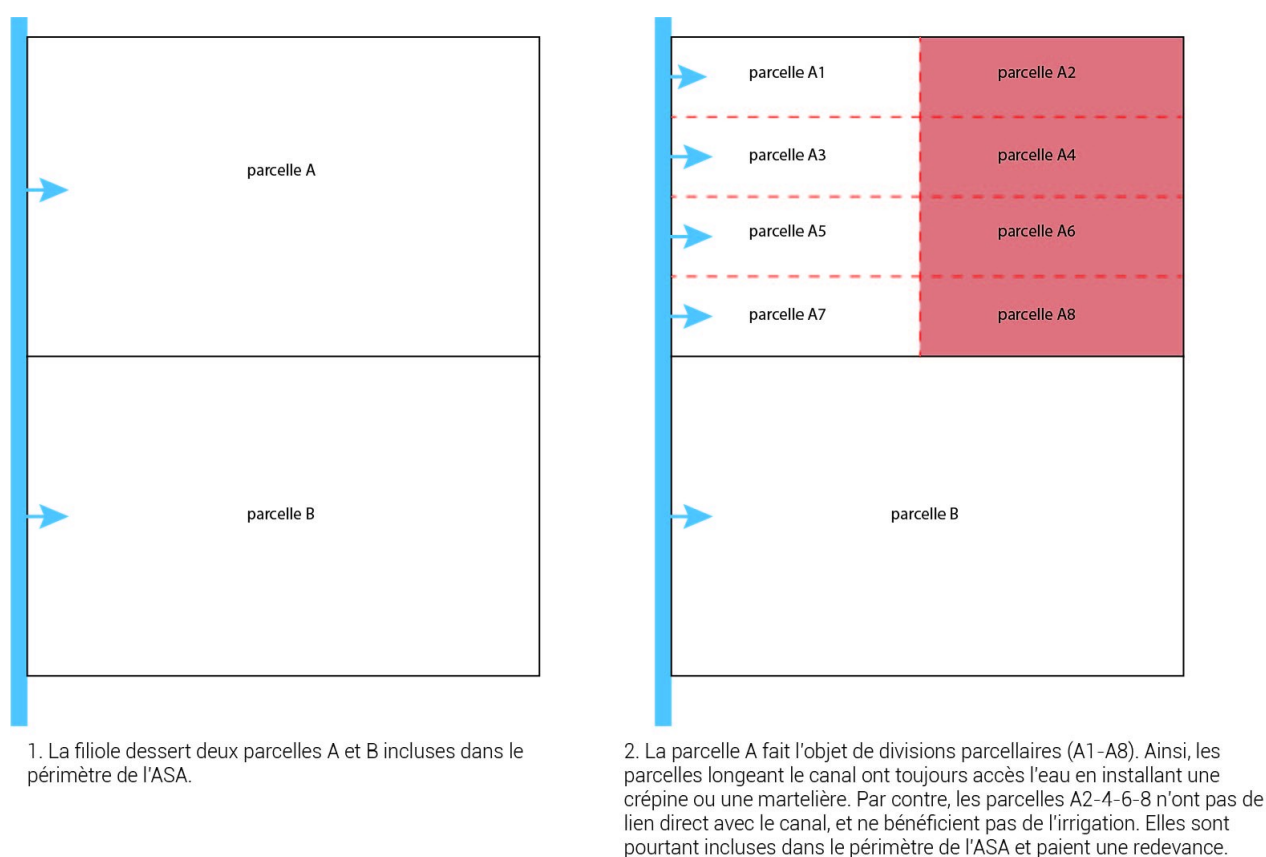 parcelle A
parcelle B
1. La filiole dessert deux parcelles A et B incluses dans le
périmètre de l'ASA.
parcelle A1
parcelle A2
parcelle A3
parcelle A4
parcelle A5
parcelle A6
parcelle A7
parcelle A8
parcelle B
2. La parcelle A fait l'objet de divisions parcellaires (A1-A8). Ainsi, les
parcelles longeant le canal ont toujours accès l'eau en installant une
crépine ou une martelière. Par contre, les parcelles A2-4-6-8 n'ont pas de
lien direct avec le canal, et ne bénéficient pas de l'irrigation. Elles sont
pourtant incluses dans le périmètre de l'ASA et paient une redevance.